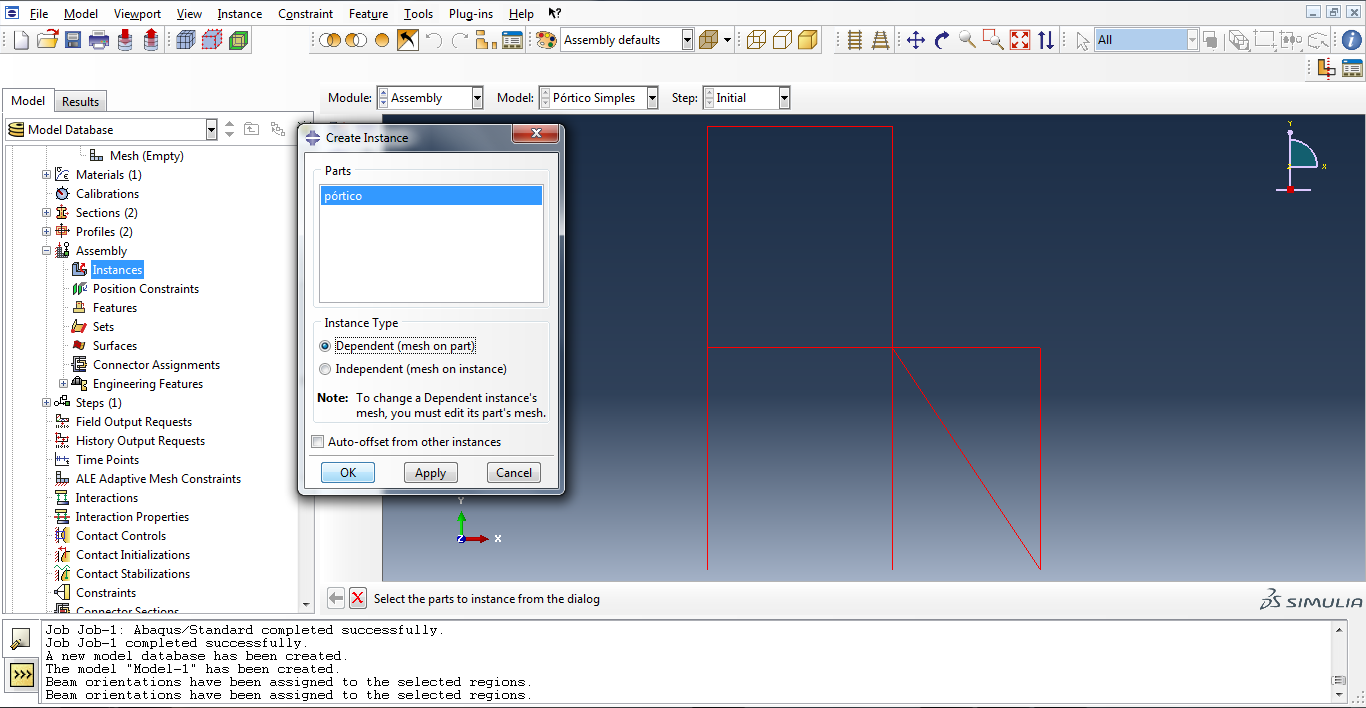 File Model Viewport View Instance Constraint Feature Tools Plug-ins Help
Assembly defaults All
Model Results
Module: Assembly Model: Pórtico Simples Step: Initial
Model Database
Mesh (Empty)
Materials (1)
Calibrations
Sections (2)
Profiles (2)
Assembly
Instances
Position Constraints
Features
Sets
Surfaces
Connector Assignments
Engineering Features
Steps (1)
Field Output Requests
History Output Requests
Time Points
ALE Adaptive Mesh Constraints
Interactions
Interaction Properties
Contact Controls
Contact Initializations
Contact Stabilizations
Constraints
Connector Sections
Create Instance
Parts
pórtico
Instance Type
Dependent (mesh on part)
Independent (mesh on instance)
Note: To change a Dependent instance's
mesh, you must edit its part's mesh.
Auto-offset from other instances
OK Apply Cancel
Y
X
Z
Y
X
Select the parts to instance from the dialog
SIMULIA
Job Job-1: Abaqus/Standard completed successfully.
Job Job-1 completed successfully.
A new model database has been created.
The model "Model-1" has been created.
Beam orientations have been assigned to the selected regions.
Beam orientations have been assigned to the selected regions.